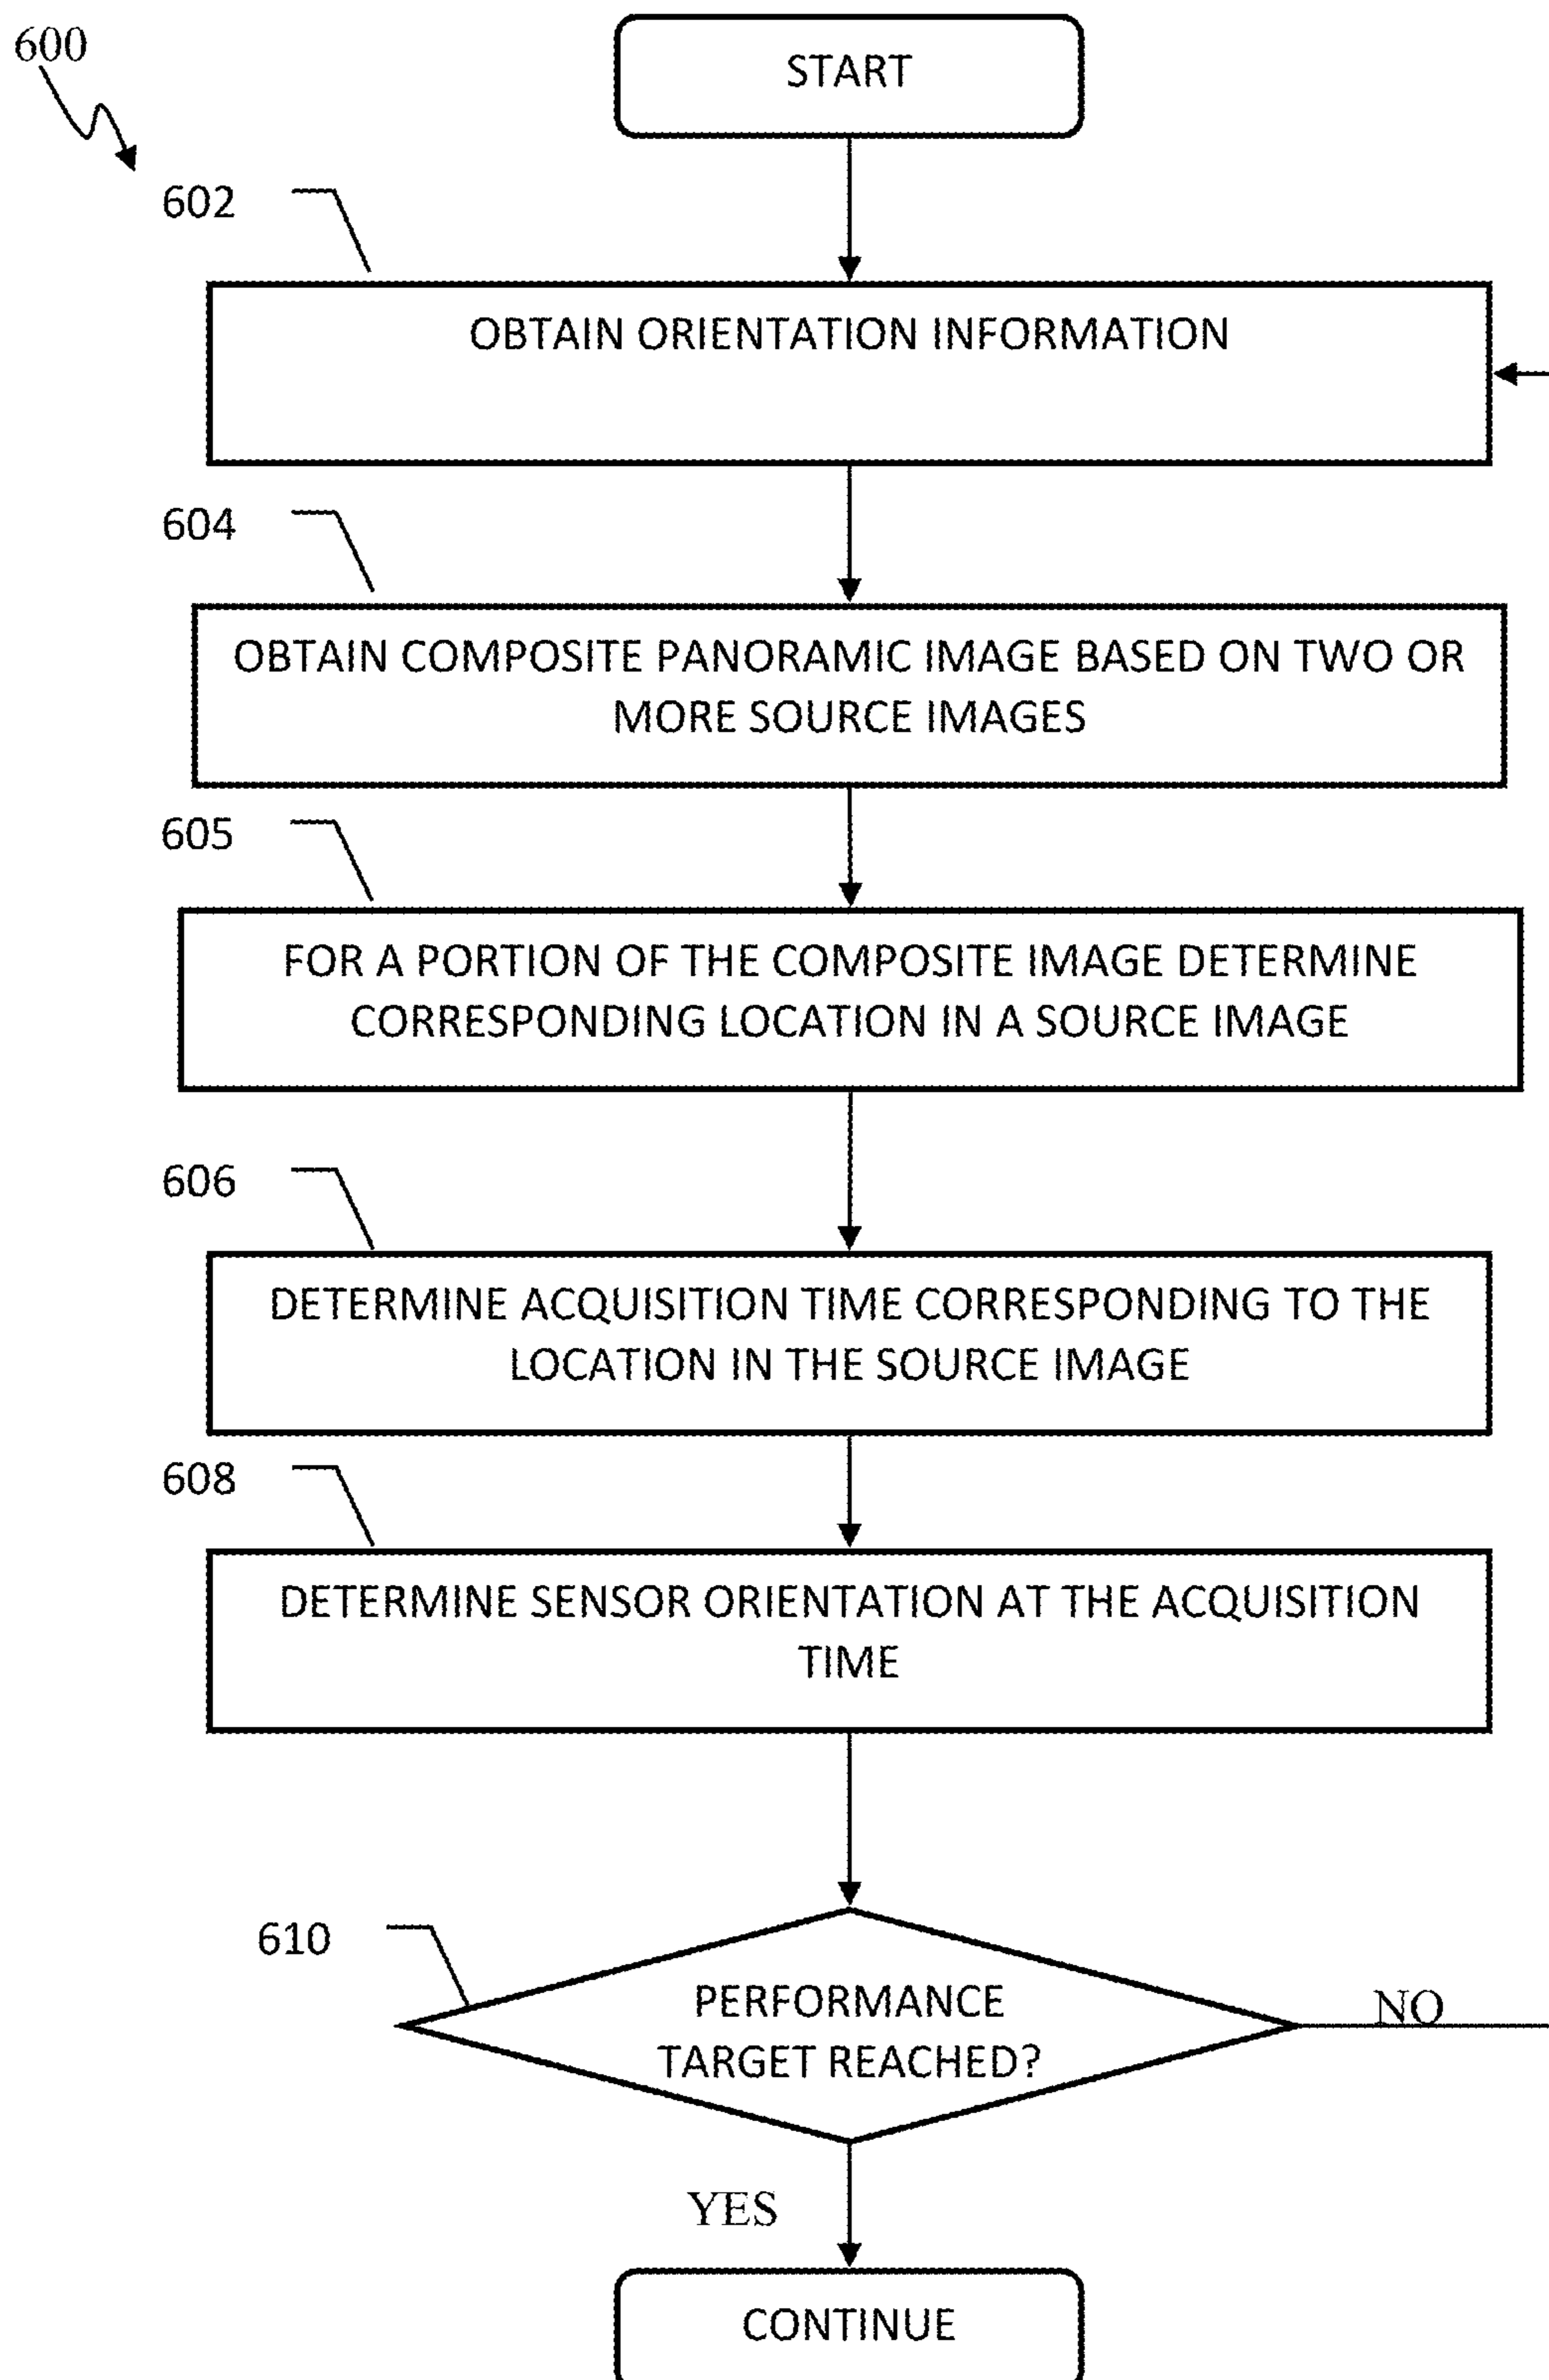 600
START
602
OBTAIN ORIENTATION INFORMATION
604
OBTAIN COMPOSITE PANORAMIC IMAGE BASED ON TWO OR
MORE SOURCE IMAGES
605
FOR A PORTION OF THE COMPOSITE IMAGE DETERMINE
CORRESPONDING LOCATION IN A SOURCE IMAGE
606
DETERMINE ACQUISITION TIME CORRESPONDING TO THE
LOCATION IN THE SOURCE IMAGE
608
DETERMINE SENSOR ORIENTATION AT THE ACQUISITION
TIME
610
PERFORMANCE
TARGET REACHED?
NO
YES
CONTINUE